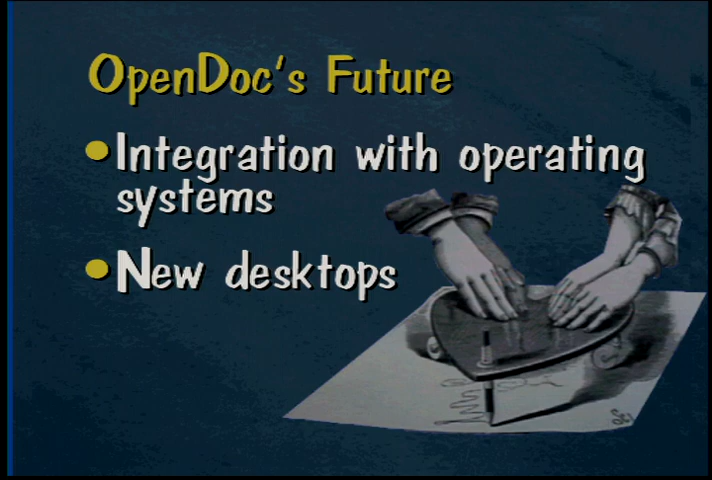 OpenDoc's Future
•Integration with operating
systems
•New desktops